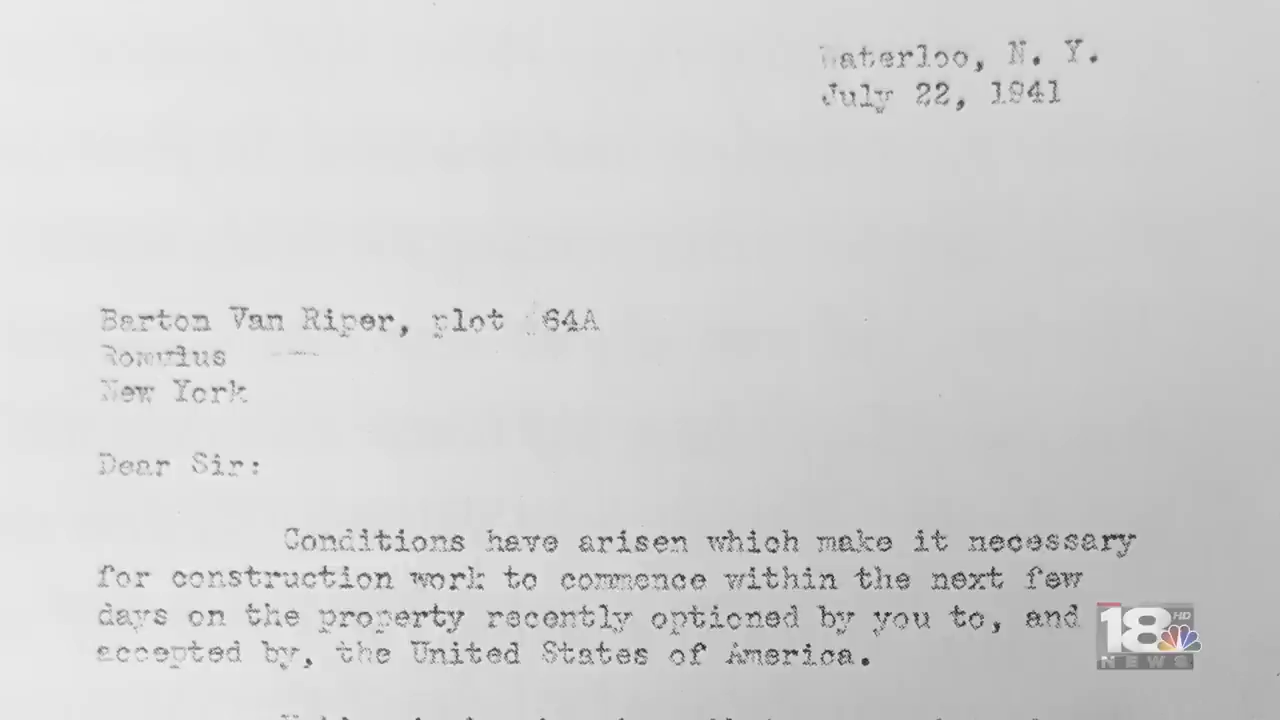 Waterloo, N. Y.
July 22, 1941
Barton Van Riper, plot 64A
Romulus
New York
Dear Sir:
Conditions have arisen which make it necessary
for construction work to commence within the next few
days on the property recently optioned by you to, and
accepted by, the United States of America.
18 HD
NEWS